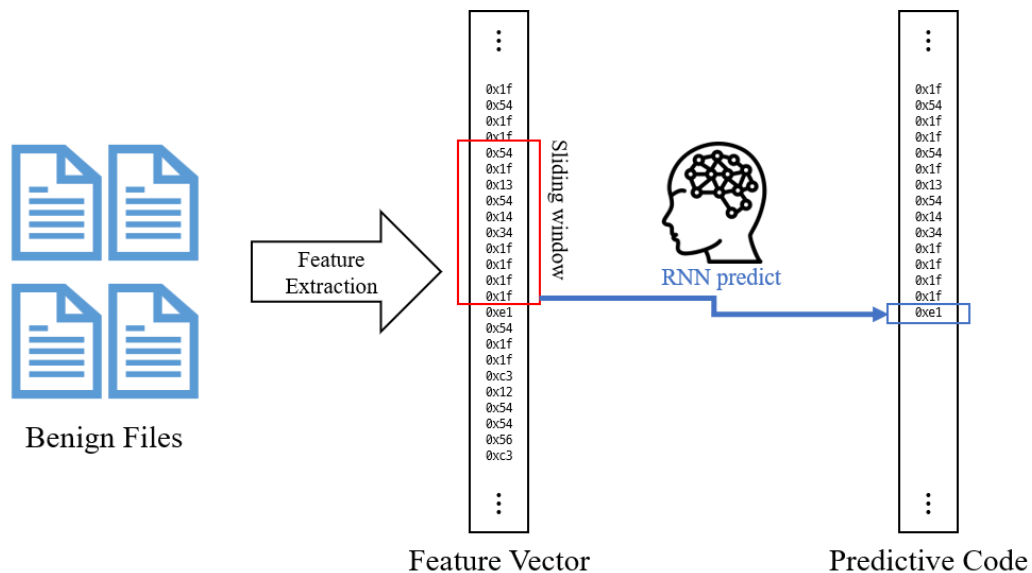 Benign Files
Feature
Extraction
⋮
0x1f
0x54
0x1f
0x1f
0x54
0x1f
0x13
0x54
0x14
0x34
0x1f
0x1f
0x1f
0x1f
0xe1
0x54
0x1f
0x1f
0xc3
0x12
0x54
0x54
0x56
0xc3
⋮
Feature Vector
Sliding window
RNN predict
⋮
0x1f
0x54
0x1f
0x1f
0x54
0x1f
0x13
0x54
0x14
0x34
0x1f
0x1f
0x1f
0x1f
0xe1
⋮
Predictive Code